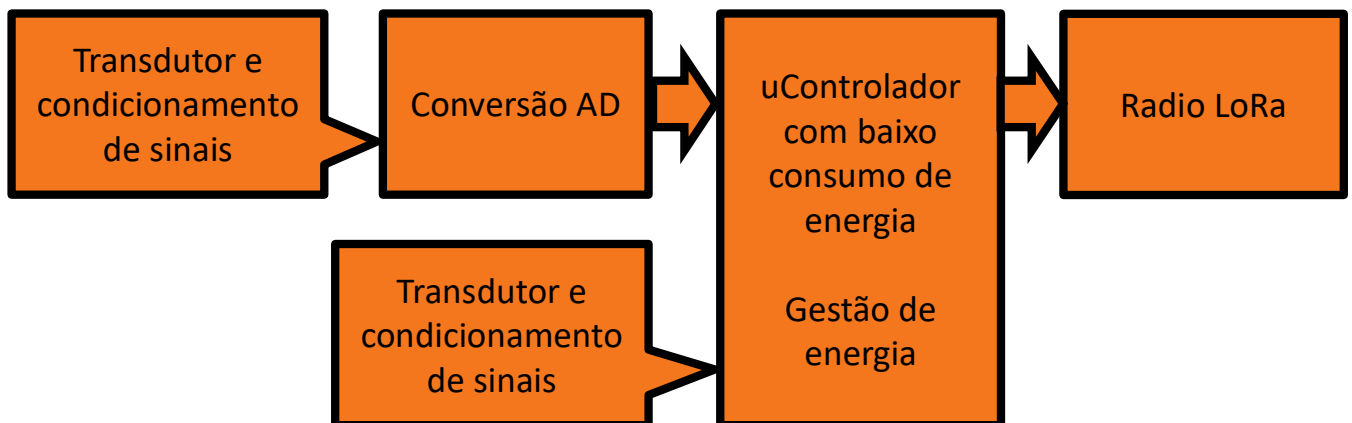 Transdutor e
condicionamento
de sinais
Conversão AD
uControlador
com baixo
consumo de
energia
Gestão de
energia
Radio LoRa
Transdutor e
condicionamento
de sinais